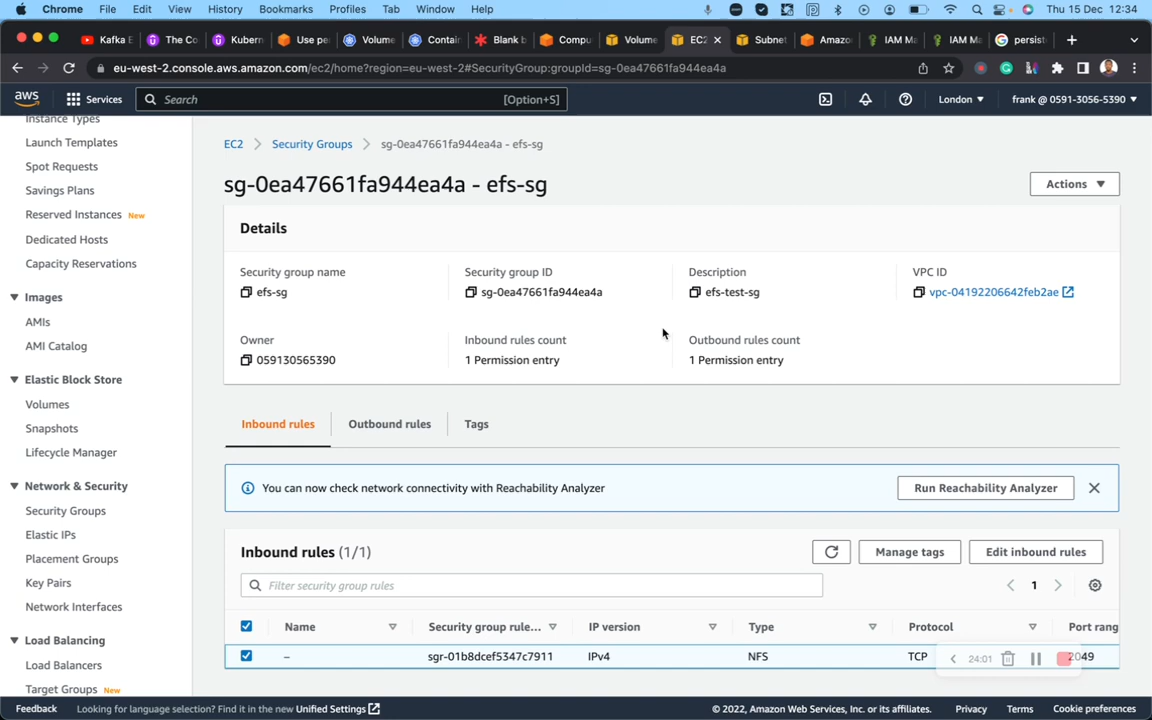 Chrome File Edit View History Bookmarks Profiles Tab Window Help Thu 15 Dec 12:34
Kafka E The Co Kubern Use pe Volume Contain Blank b Compu Volume EC2 Subnet Amazo IAM Ma IAM Ma persist
eu-west-2.console.aws.amazon.com/ec2/home?region=eu-west-2#SecurityGroup:groupId=sg-0ea47661fa944ea4a
aws Services Search [Option+S] London frank @ 0591-3056-5390
Instance Types
Launch Templates
Spot Requests
Savings Plans
Reserved Instances New
Dedicated Hosts
Capacity Reservations
Images
AMIs
AMI Catalog
Elastic Block Store
Volumes
Snapshots
Lifecycle Manager
Network & Security
Security Groups
Elastic IPs
Placement Groups
Key Pairs
Network Interfaces
Load Balancing
Load Balancers
Target Groups New
EC2 Security Groups sg-0ea47661fa944ea4a - efs-sg
sg-0ea47661fa944ea4a - efs-sg
Actions
Details
Security group name Security group ID Description VPC ID
efs-sg sg-0ea47661fa944ea4a efs-test-sg vpc-04192206642feb2ae
Owner Inbound rules count Outbound rules count
059130565390 1 Permission entry 1 Permission entry
Inbound rules Outbound rules Tags
You can now check network connectivity with Reachability Analyzer Run Reachability Analyzer
Inbound rules (1/1) Manage tags Edit inbound rules
Filter security group rules 1
Name Security group rule... IP version Type Protocol Port rang
– sgr-01b8dcef5347c7911 IPv4 NFS TCP 24:01 2049
Feedback Looking for language selection? Find it in the new Unified Settings © 2022, Amazon Web Services, Inc. or its affiliates. Privacy Terms Cookie preferences